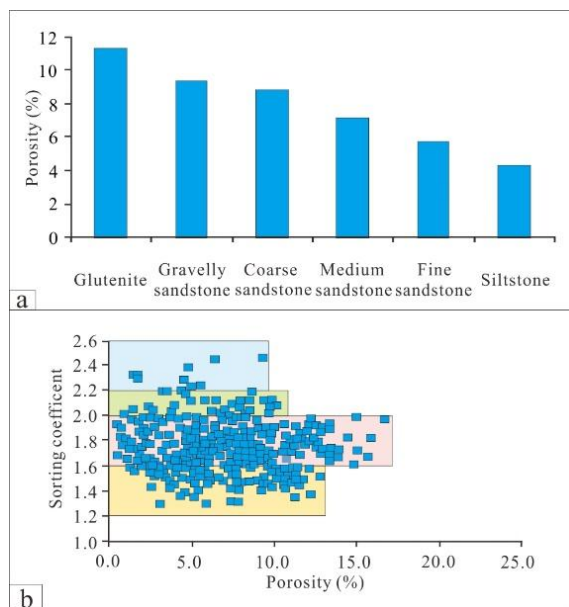 12
10
8
6
4
2
0
Porosity (%)
Glutenite
Gravelly
sandstone
Coarse
sandstone
Medium
sandstone
Fine
sandstone
Siltstone
a
2.6
2.4
2.2
2.0
1.8
1.6
1.4
1.2
1.0
Sorting coefficent
0.0 5.0 10.0 15.0 20.0 25.0
Porosity (%)
b